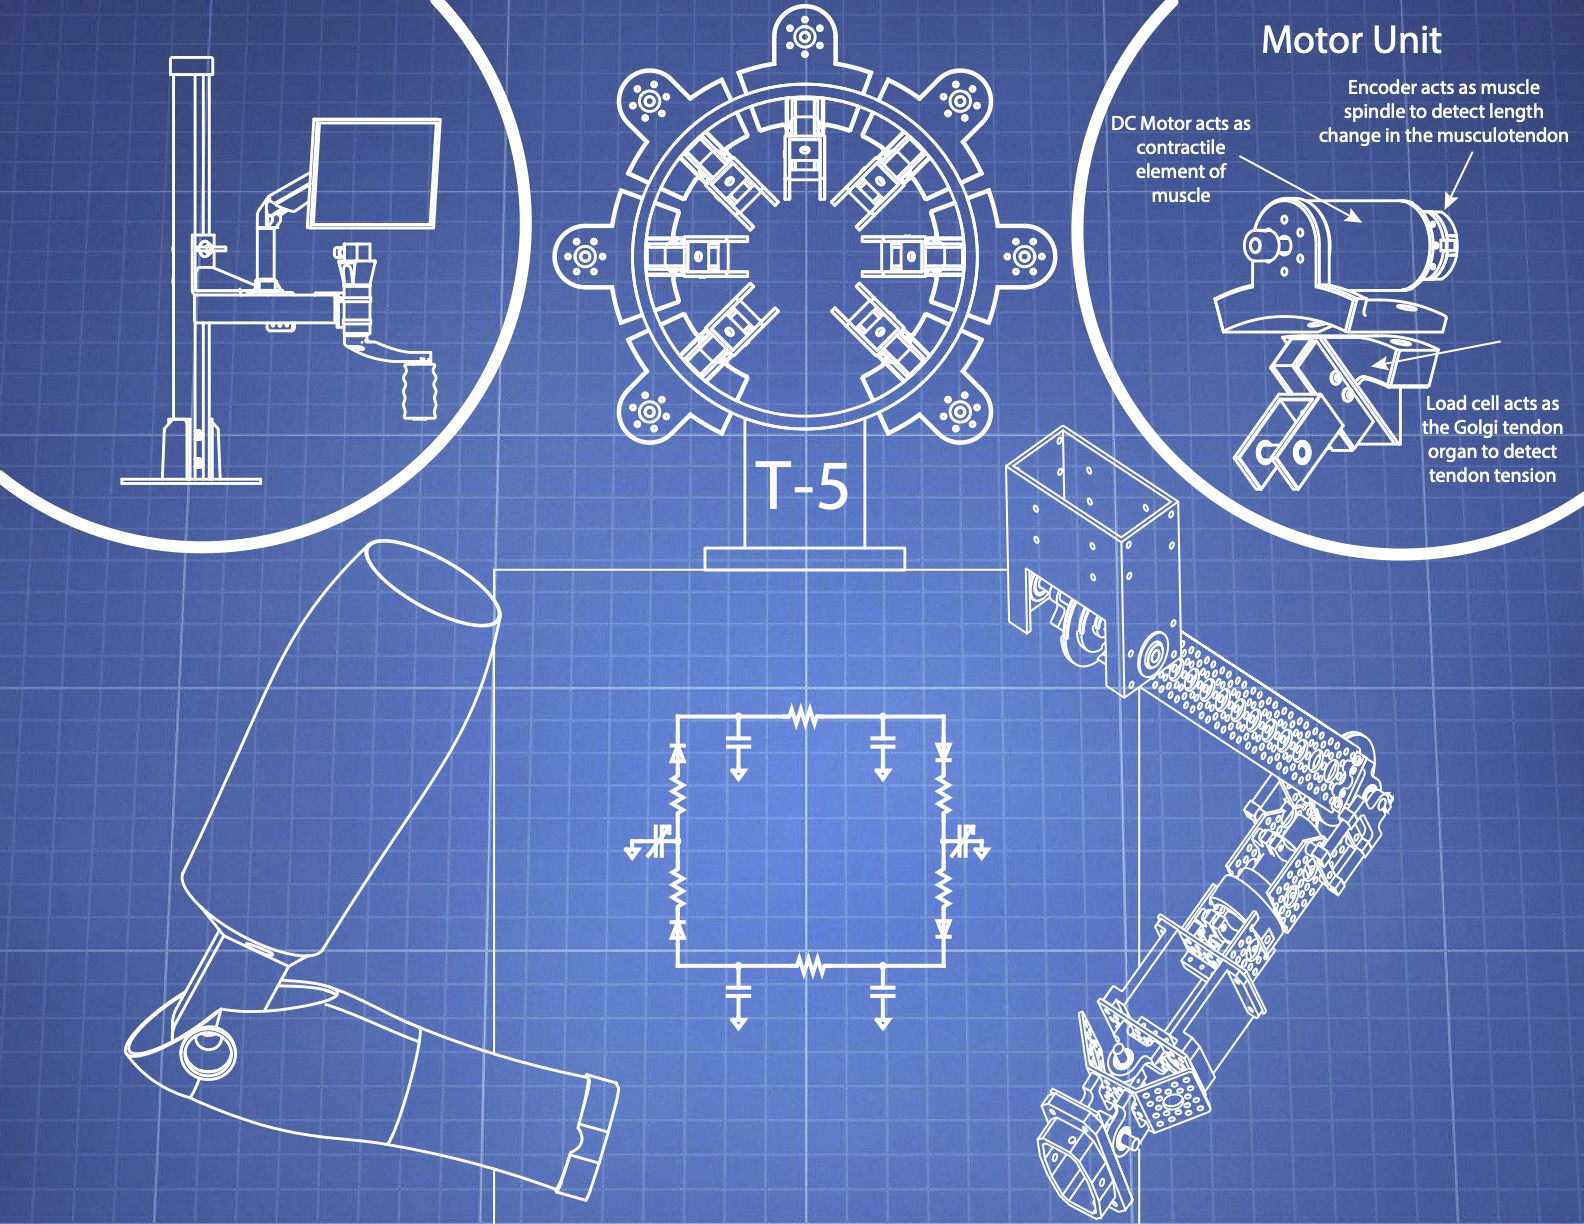 Motor Unit
Encoder acts as muscle
spindle to detect length
change in the musculotendon
DC Motor acts as
contractile
element of
muscle
Load cell acts as
the Golgi tendon
organ to detect
tendon tension
T-5